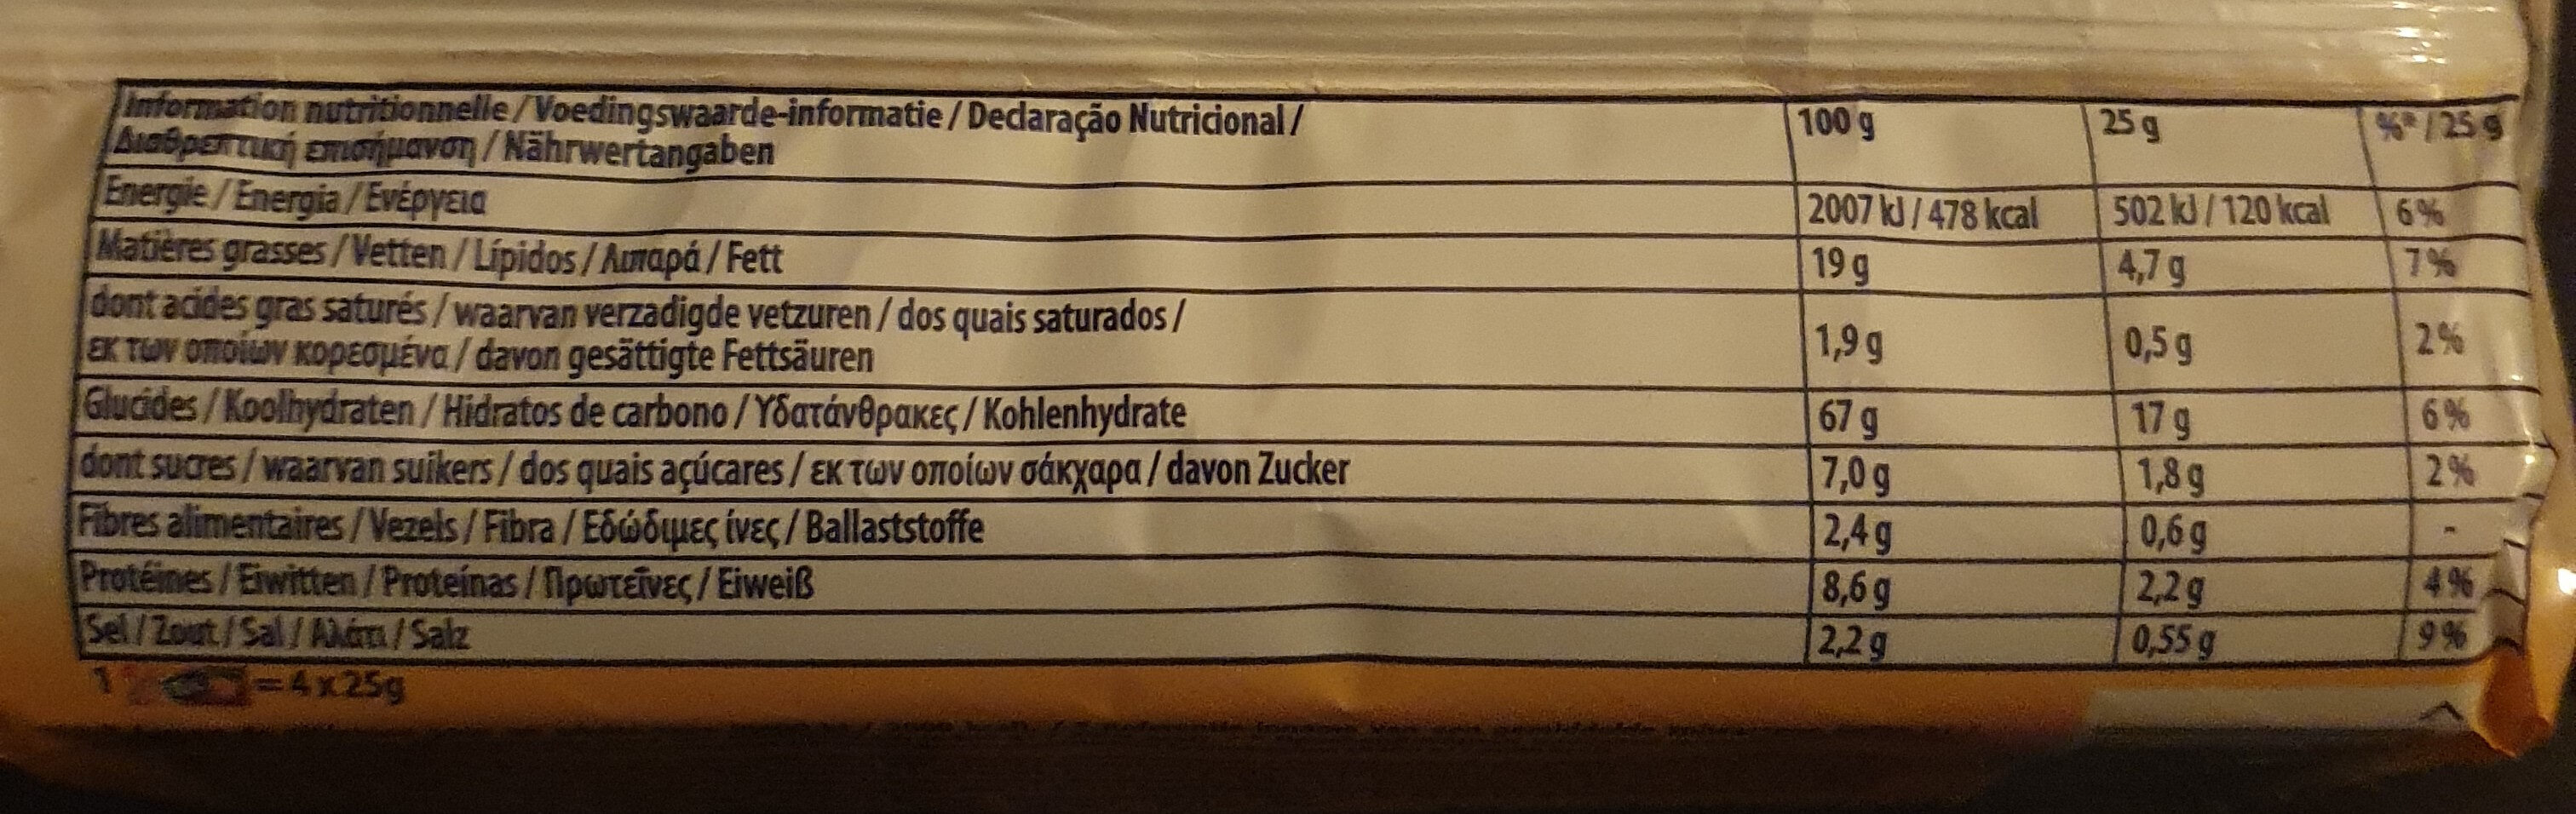 Information nutritionnelle / Voedingswaarde-informatie / Declaração Nutricional / 100 g 25 g %* / 25 g
Διαθρεπτική επισήμανση / Nährwertangaben
Energie / Energia / Ενέργεια 2007 kJ / 478 kcal 502 kJ / 120 kcal 6%
Matières grasses / Vetten / Lípidos / Λιπαρά / Fett 19 g 4,7 g 7%
dont acides gras saturés / waarvan verzadigde vetzuren / dos quais saturados /
εκ των οποίων κορεσμένα / davon gesättigte Fettsäuren 1,9 g 0,5 g 2%
Glucides / Koolhydraten / Hidratos de carbono / Υδατάνθρακες / Kohlenhydrate 67 g 17 g 6%
dont sucres / waarvan suikers / dos quais açúcares / εκ των οποίων σάκχαρα / davon Zucker 7,0 g 1,8 g 2%
Fibres alimentaires / Vezels / Fibra / Εδώδιμες ίνες / Ballaststoffe 2,4 g 0,6 g -
Protéines / Eiwitten / Proteínas / Πρωτεΐνες / Eiweiß 8,6 g 2,2 g 4%
Sel / Zout / Sal / Αλάτι / Salz 2,2 g 0,55 g 9%
1 = 4 x 25g